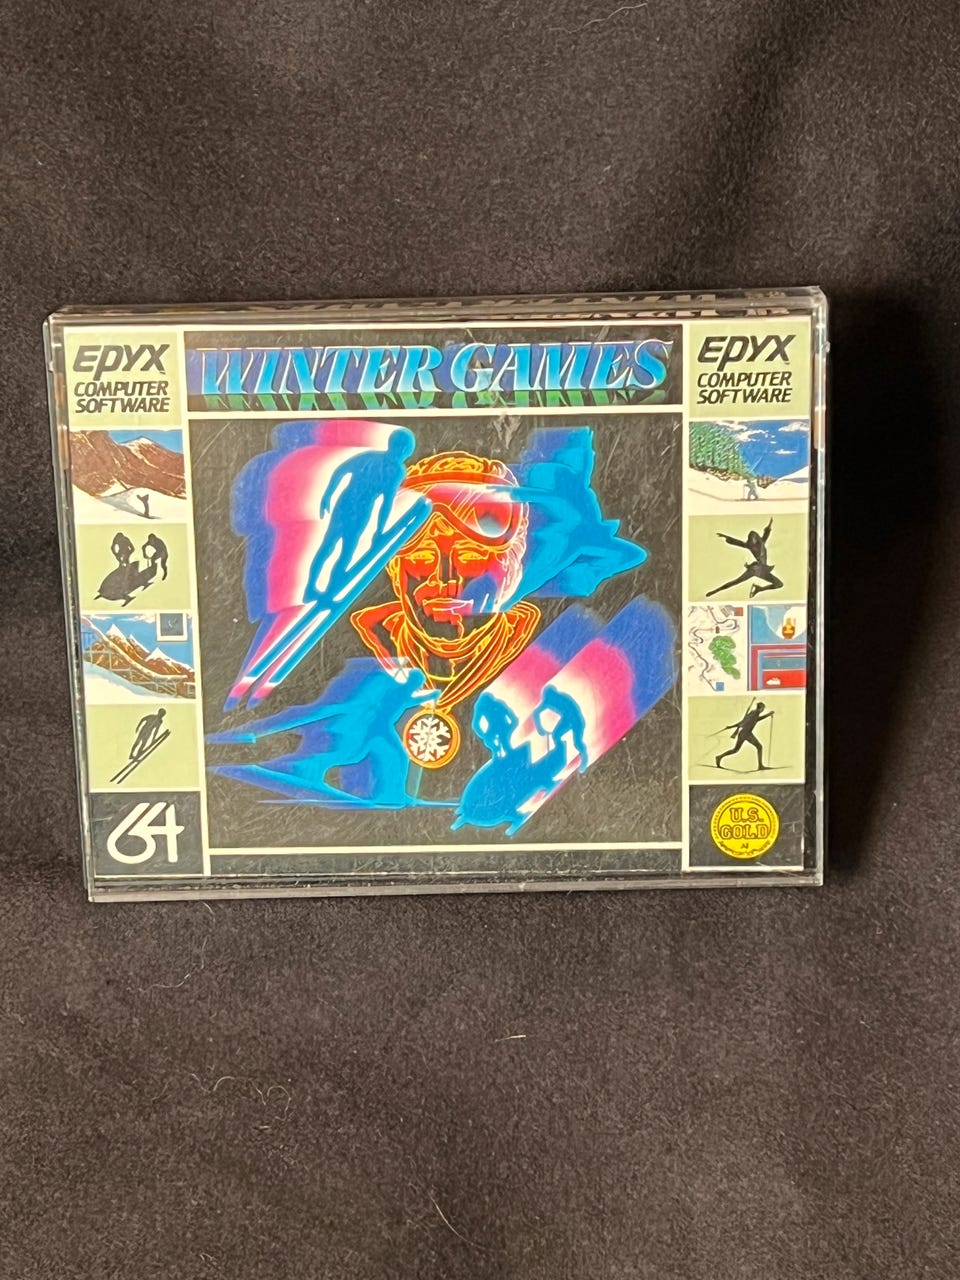 EPYX
COMPUTER
SOFTWARE
WINTER GAMES
EPYX
COMPUTER
SOFTWARE
64
U.S.
GOLD